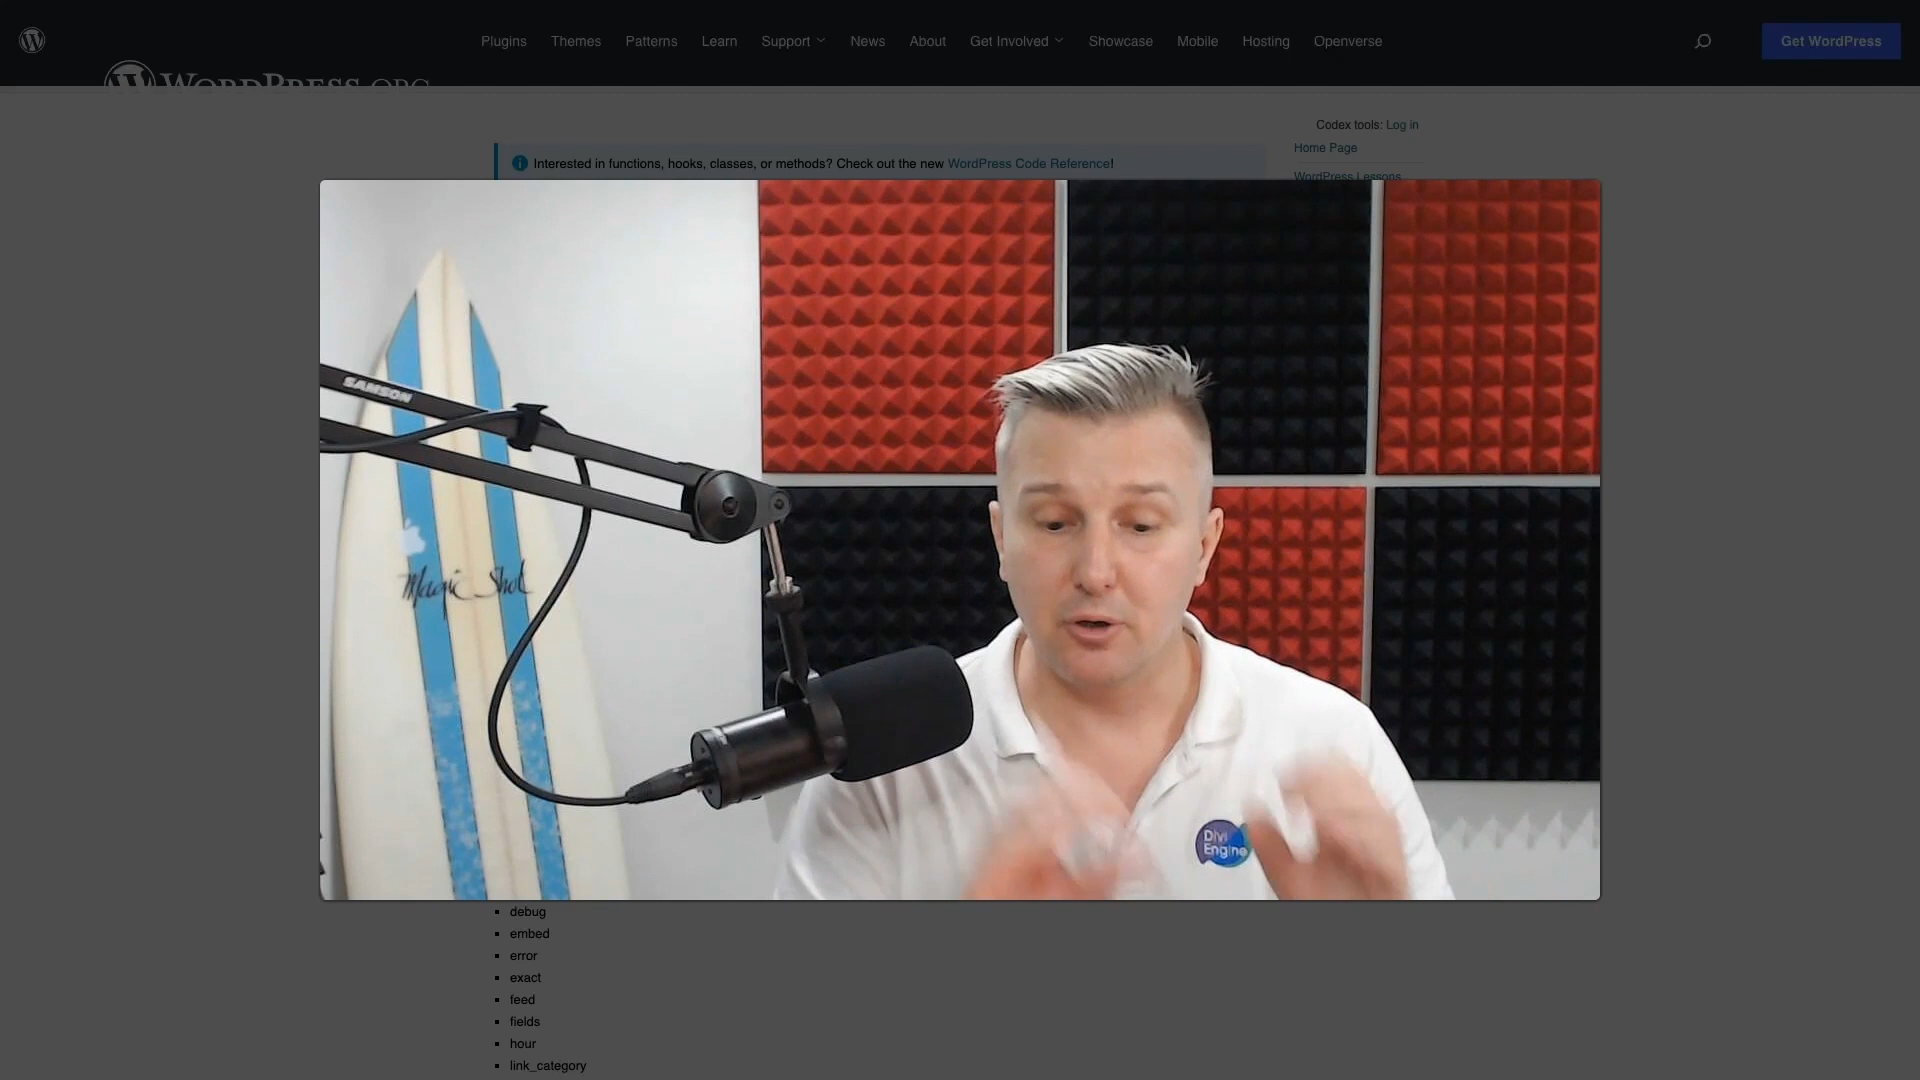 Plugins Themes Patterns Learn Support News About Get Involved Showcase Mobile Hosting Openverse Get WordPress
WORDPRESS.ORG
Codex tools: Log in
Home Page
Interested in functions, hooks, classes, or methods? Check out the new WordPress Code Reference!
WordPress Lessons
SAMSON
Magic Shot
Divi
Engine
debug
embed
error
exact
feed
fields
hour
link_category